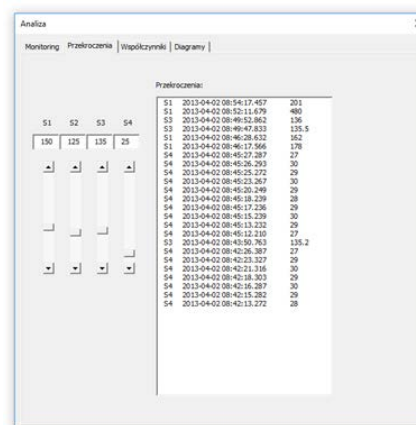 Analiza
Monitoring Przekroczenia Współczynniki Diagramy
Przekroczenia:
S1 S2 S3 S4
150 125 135 25
S1 2013-04-02 08:54:17.457 201
S1 2013-04-02 08:52:11.679 480
S3 2013-04-02 08:49:52.862 136
S3 2013-04-02 08:49:47.833 135.5
S1 2013-04-02 08:46:28.632 162
S1 2013-04-02 08:46:17.566 178
S4 2013-04-02 08:45:27.287 27
S4 2013-04-02 08:45:26.293 30
S4 2013-04-02 08:45:25.272 29
S4 2013-04-02 08:45:23.267 30
S4 2013-04-02 08:45:20.249 29
S4 2013-04-02 08:45:18.239 28
S4 2013-04-02 08:45:17.236 29
S4 2013-04-02 08:45:15.239 30
S4 2013-04-02 08:45:13.232 29
S4 2013-04-02 08:45:12.210 27
S3 2013-04-02 08:43:50.763 135.2
S4 2013-04-02 08:42:26.387 27
S4 2013-04-02 08:42:23.327 29
S4 2013-04-02 08:42:21.316 30
S4 2013-04-02 08:42:18.303 29
S4 2013-04-02 08:42:16.287 30
S4 2013-04-02 08:42:15.282 29
S4 2013-04-02 08:42:13.272 28